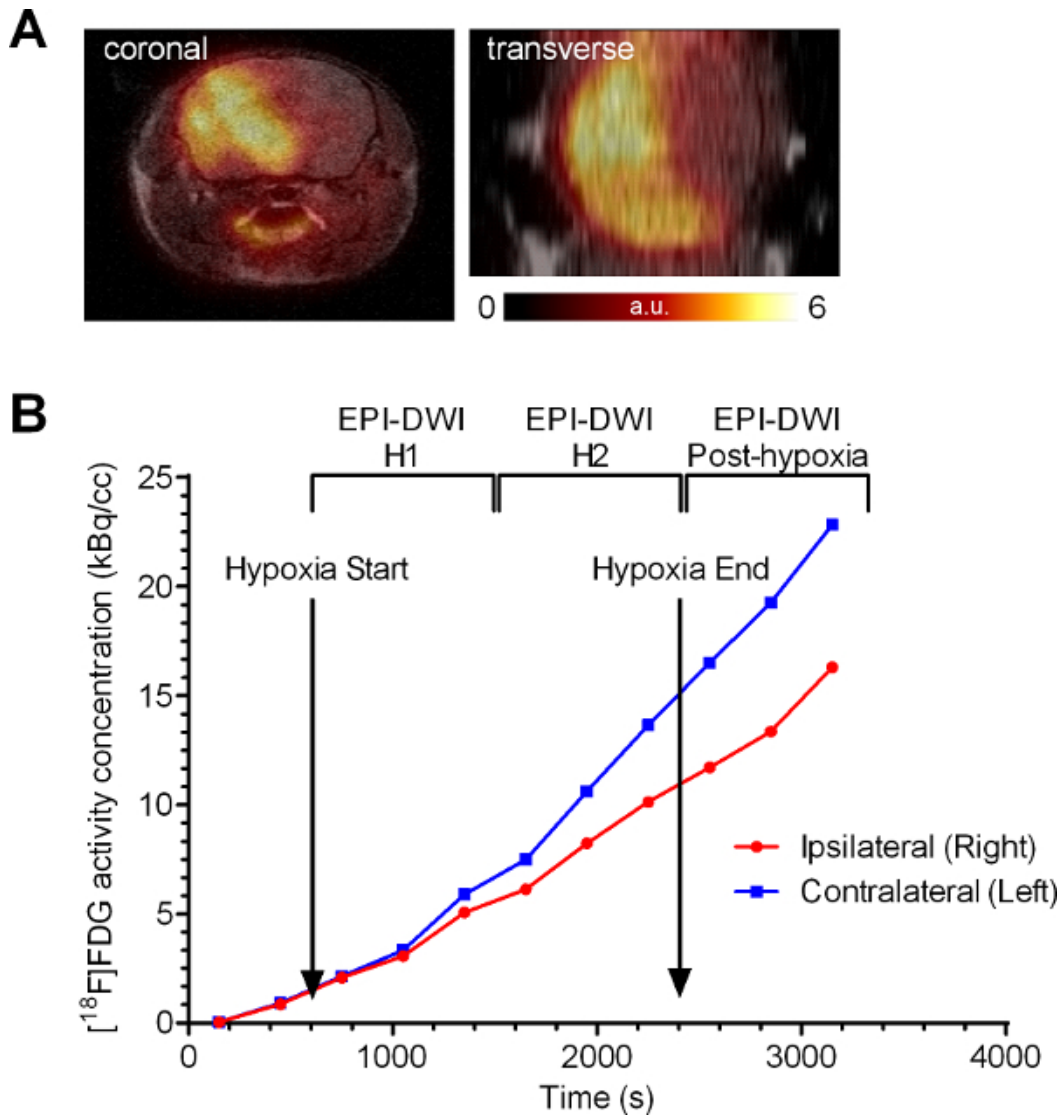 A
coronal
transverse
0 a.u. 6
B
EPI-DWI EPI-DWI EPI-DWI
H1 H2 Post-hypoxia
[¹⁸F]FDG activity concentration (kBq/cc)
25
20
15
10
5
0
Hypoxia Start Hypoxia End
Ipsilateral (Right)
Contralateral (Left)
0 1000 2000 3000 4000
Time (s)